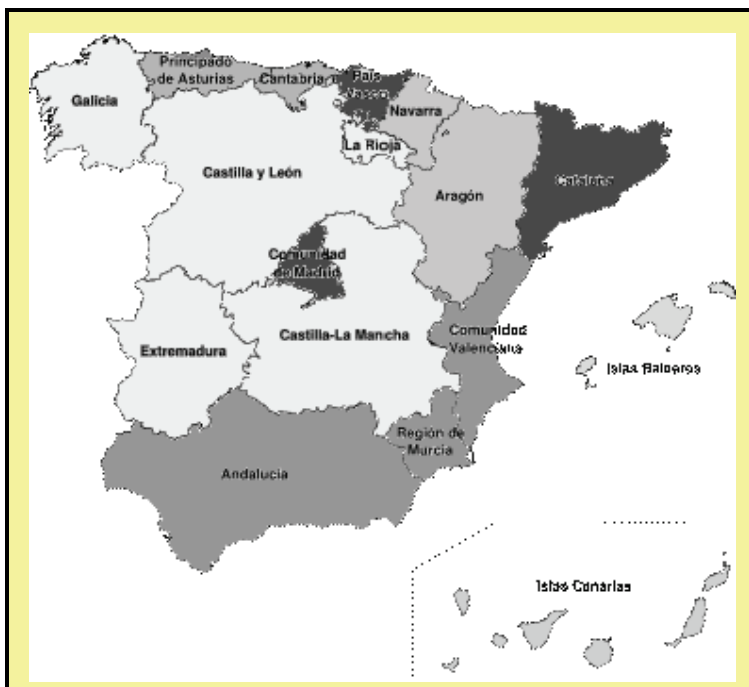 Principado
de Asturias
Cantabria
País
Vasco
Galicia
Navarra
La Rioja
Castilla y León
Aragón
Cataluña
Comunidad
de Madrid
Castilla-La Mancha
Comunidad
Valenciana
Extremadura
Islas Baleares
Región de
Murcia
Andalucia
Islas Canarias